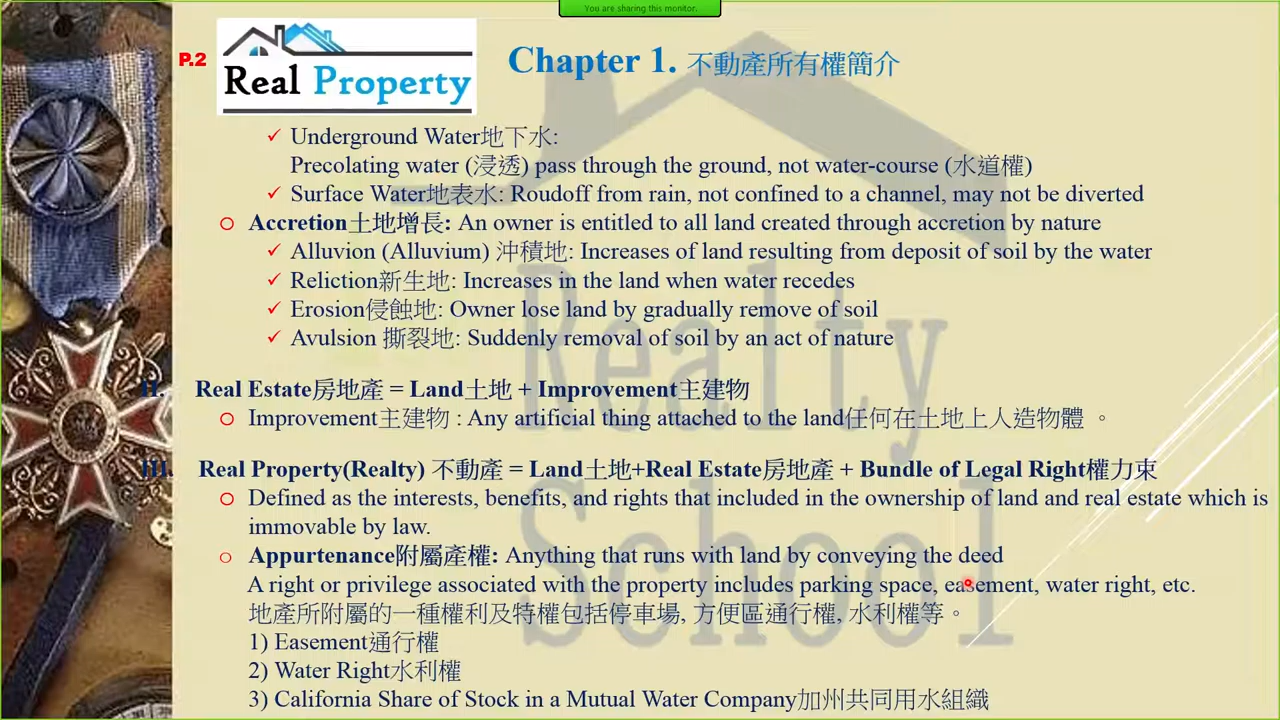 You are sharing this monitor.
P.2
Real Property
Chapter 1. 不動產所有權簡介
✓ Underground Water地下水:
Precolating water (浸透) pass through the ground, not water-course (水道權)
✓ Surface Water地表水: Roudoff from rain, not confined to a channel, may not be diverted
○ Accretion土地增長: An owner is entitled to all land created through accretion by nature
✓ Alluvion (Alluvium) 沖積地: Increases of land resulting from deposit of soil by the water
✓ Reliction新生地: Increases in the land when water recedes
✓ Erosion侵蝕地: Owner lose land by gradually remove of soil
✓ Avulsion 撕裂地: Suddenly removal of soil by an act of nature
II. Real Estate房地產 = Land土地 + Improvement主建物
○ Improvement主建物 : Any artificial thing attached to the land任何在土地上人造物體 。
III. Real Property(Realty) 不動產 = Land土地+Real Estate房地產 + Bundle of Legal Right權力束
○ Defined as the interests, benefits, and rights that included in the ownership of land and real estate which is
immovable by law.
○ Appurtenance附屬產權: Anything that runs with land by conveying the deed
A right or privilege associated with the property includes parking space, easement, water right, etc.
地產所附屬的一種權利及特權包括停車場, 方便區通行權, 水利權等。
1) Easement通行權
2) Water Right水利權
3) California Share of Stock in a Mutual Water Company加州共同用水組織
Realty
School